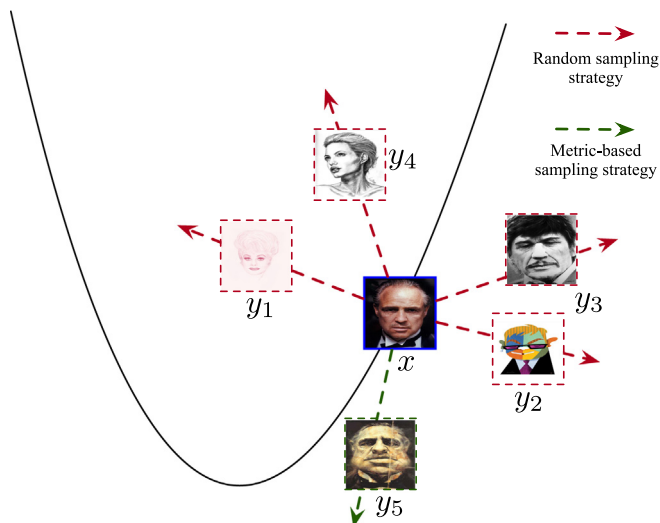 Random sampling
strategy
Metric-based
sampling strategy
y₄
y₃
y₁
x
y₂
y₅